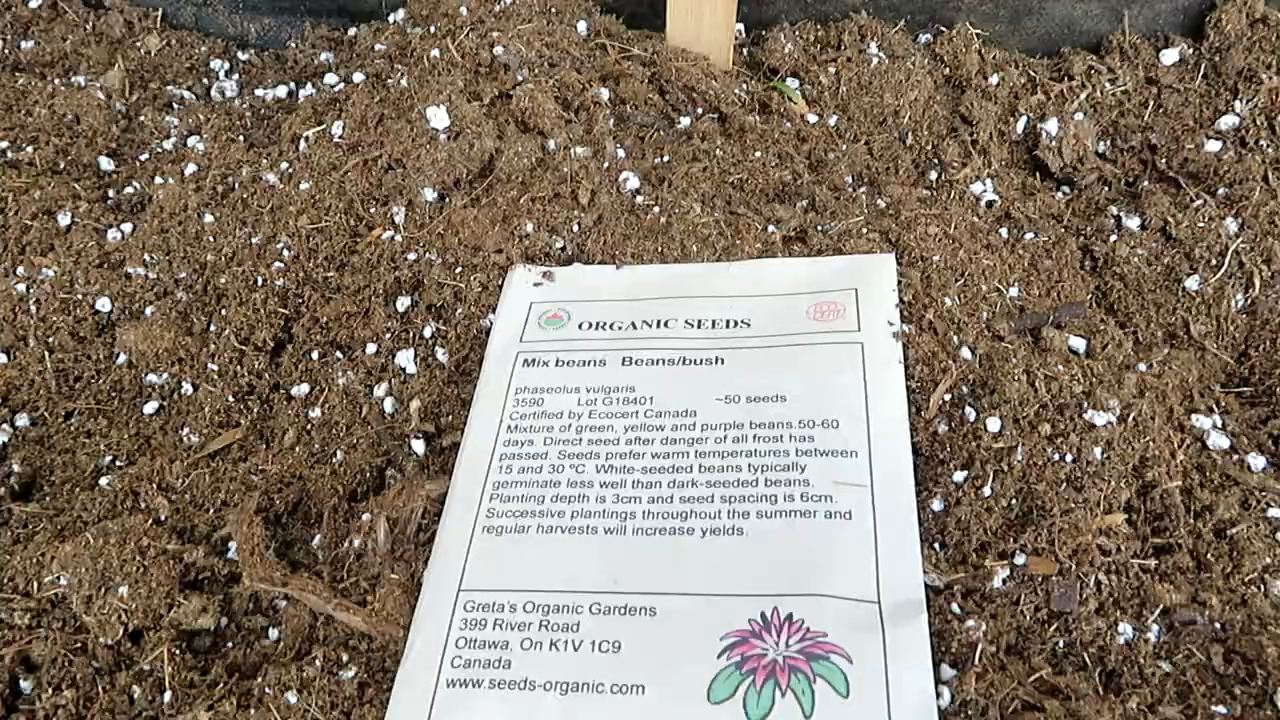 ORGANIC SEEDS
Mix beans Beans/bush
phaseolus vulgaris
3590 Lot G18401 ~50 seeds
Certified by Ecocert Canada
Mixture of green, yellow and purple beans.50-60
days. Direct seed after danger of all frost has
passed. Seeds prefer warm temperatures between
15 and 30 ºC. White-seeded beans typically
germinate less well than dark-seeded beans.
Planting depth is 3cm and seed spacing is 6cm.
Successive plantings throughout the summer and
regular harvests will increase yields.
Greta's Organic Gardens
399 River Road
Ottawa, On K1V 1C9
Canada
www.seeds-organic.com